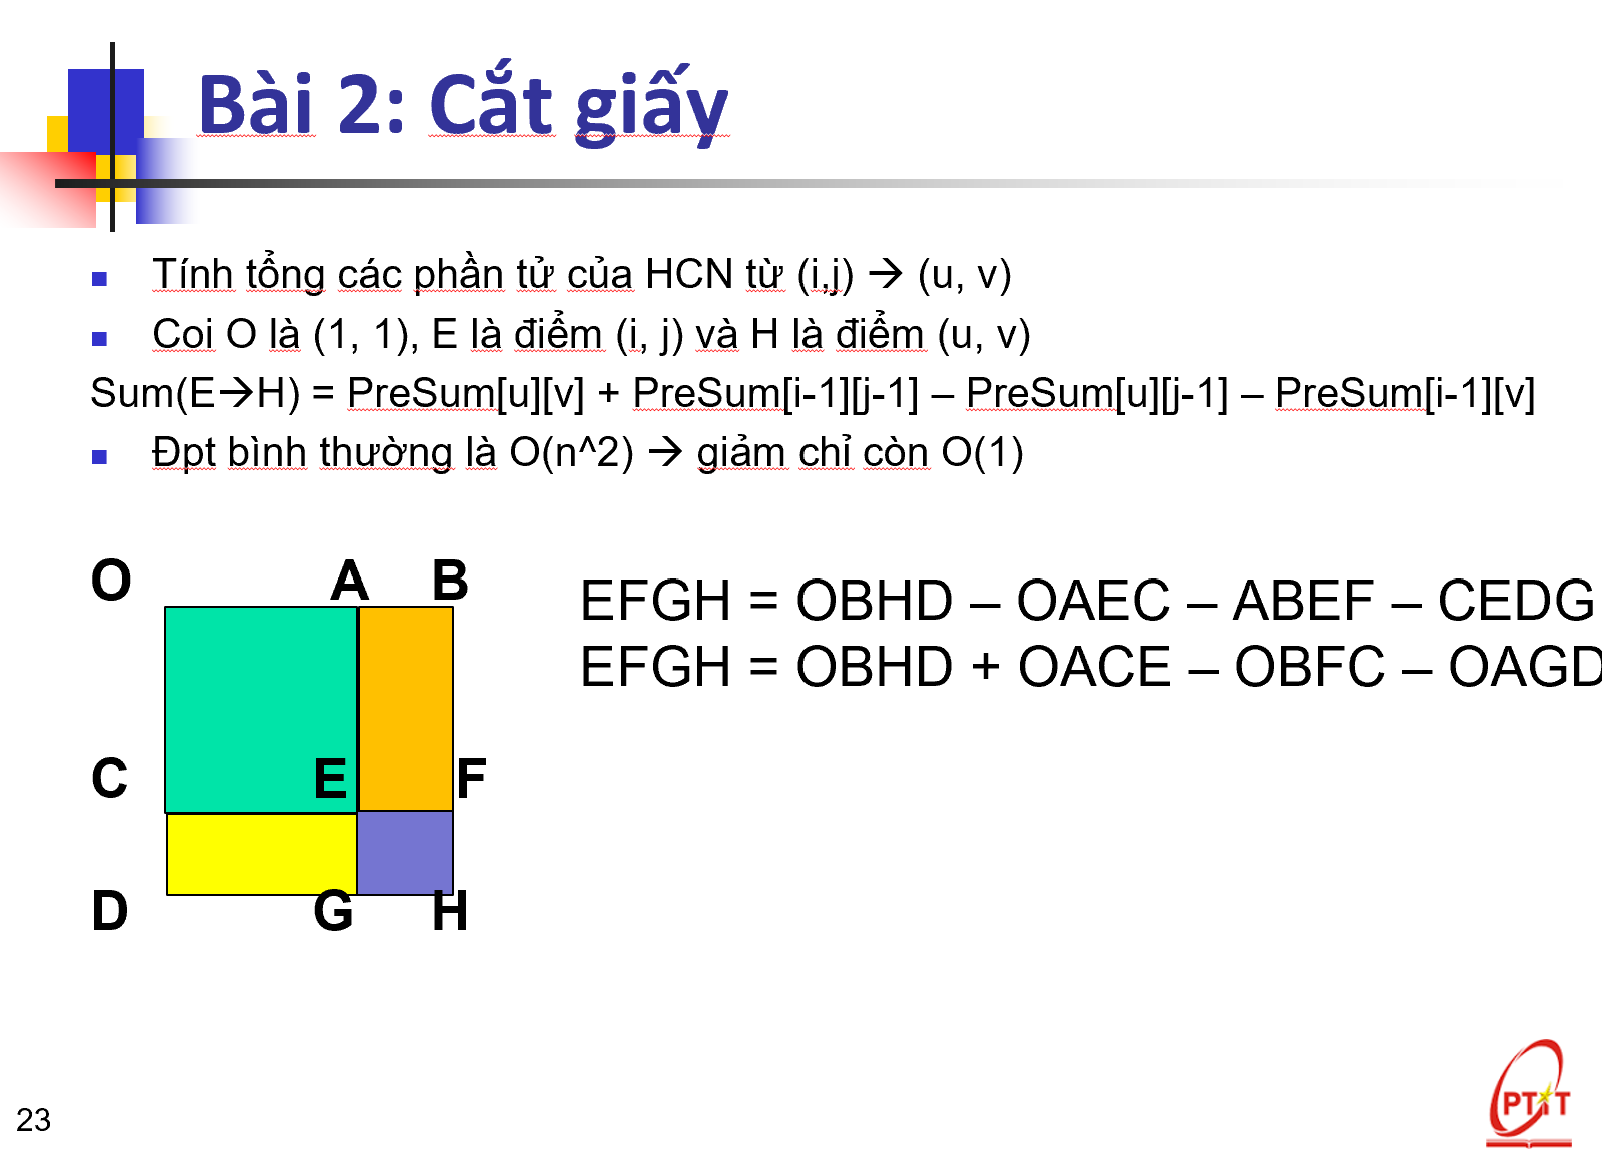 Bài 2: Cắt giấy
Tính tổng các phần tử của HCN từ (i,j) → (u, v)
Coi O là (1, 1), E là điểm (i, j) và H là điểm (u, v)
Sum(E→H) = PreSum[u][v] + PreSum[i-1][j-1] – PreSum[u][j-1] – PreSum[i-1][v]
Đpt bình thường là O(n^2) → giảm chỉ còn O(1)
O A B
EFGH = OBHD – OAEC – ABEF – CEDG
EFGH = OBHD + OACE – OBFC – OAGD
C E F
D G H
PTIT
23